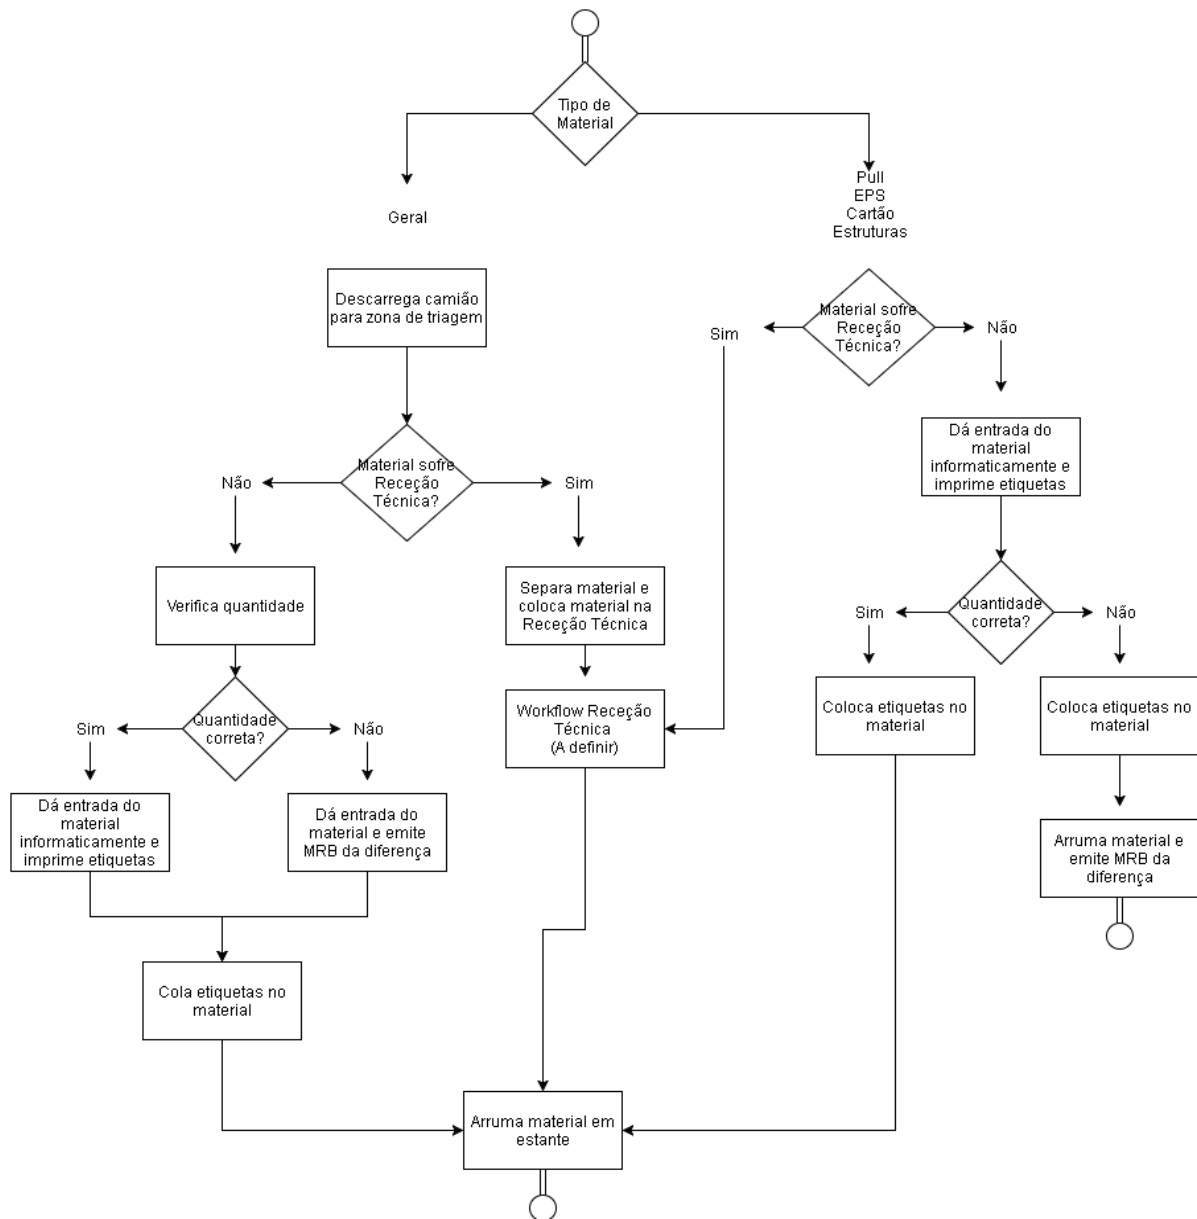 Tipo de
Material
Geral
Pull
EPS
Cartão
Estruturas
Descarrega camião
para zona de triagem
Material sofre
Receção
Técnica?
Sim
Não
Dá entrada do
material
informaticamente e
imprime etiquetas
Material sofre
Receção
Técnica?
Não
Sim
Verifica quantidade
Separa material e
coloca material na
Receção Técnica
Quantidade
correta?
Sim
Não
Coloca etiquetas no
material
Coloca etiquetas no
material
Quantidade
correta?
Sim
Não
Workflow Receção
Técnica
(A definir)
Dá entrada do
material
informaticamente e
imprime etiquetas
Dá entrada do
material e emite
MRB da diferença
Arruma material e
emite MRB da
diferença
Cola etiquetas no
material
Arruma material em
estante